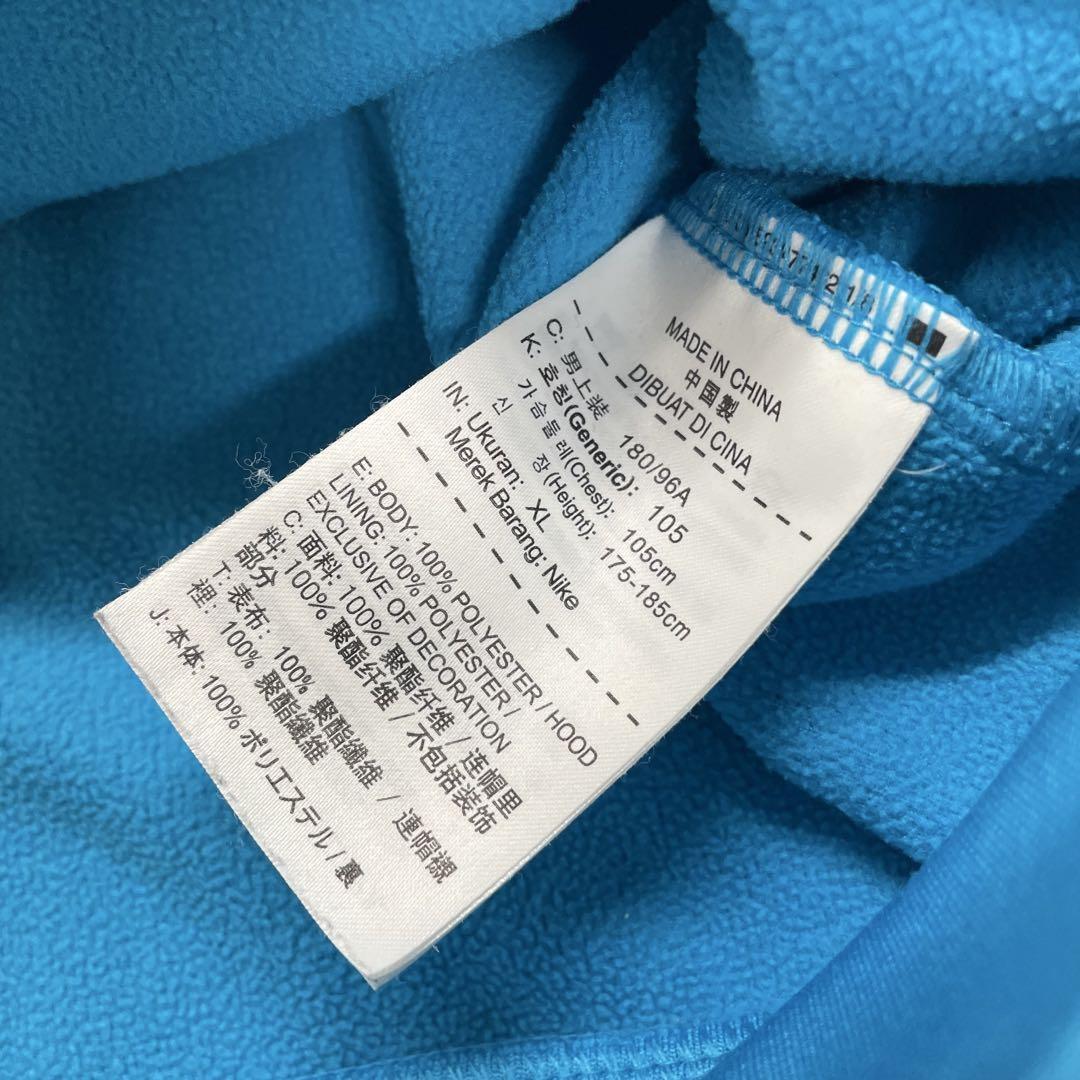 71218
MADE IN CHINA
中国製
DIBUAT DI CINA
C: 男上装 180/96A
K: 호칭(Generic): 105
가슴둘레(Chest): 105cm
신 장(Height): 175-185cm
IN: Ukuran: XL
Merek Barang: Nike
E: BODY: 100% POLYESTER / HOOD
LINING: 100% POLYESTER /
EXCLUSIVE OF DECORATION
C: 面料: 100% 聚酯纤维 / 连帽里
料: 100% 聚酯纤维 / 不包括装饰
部分
T: 表布: 100% 聚酯纖維 / 連帽襯
裡: 100% 聚酯纖維
J: 本体: 100% ポリエステル / 裏